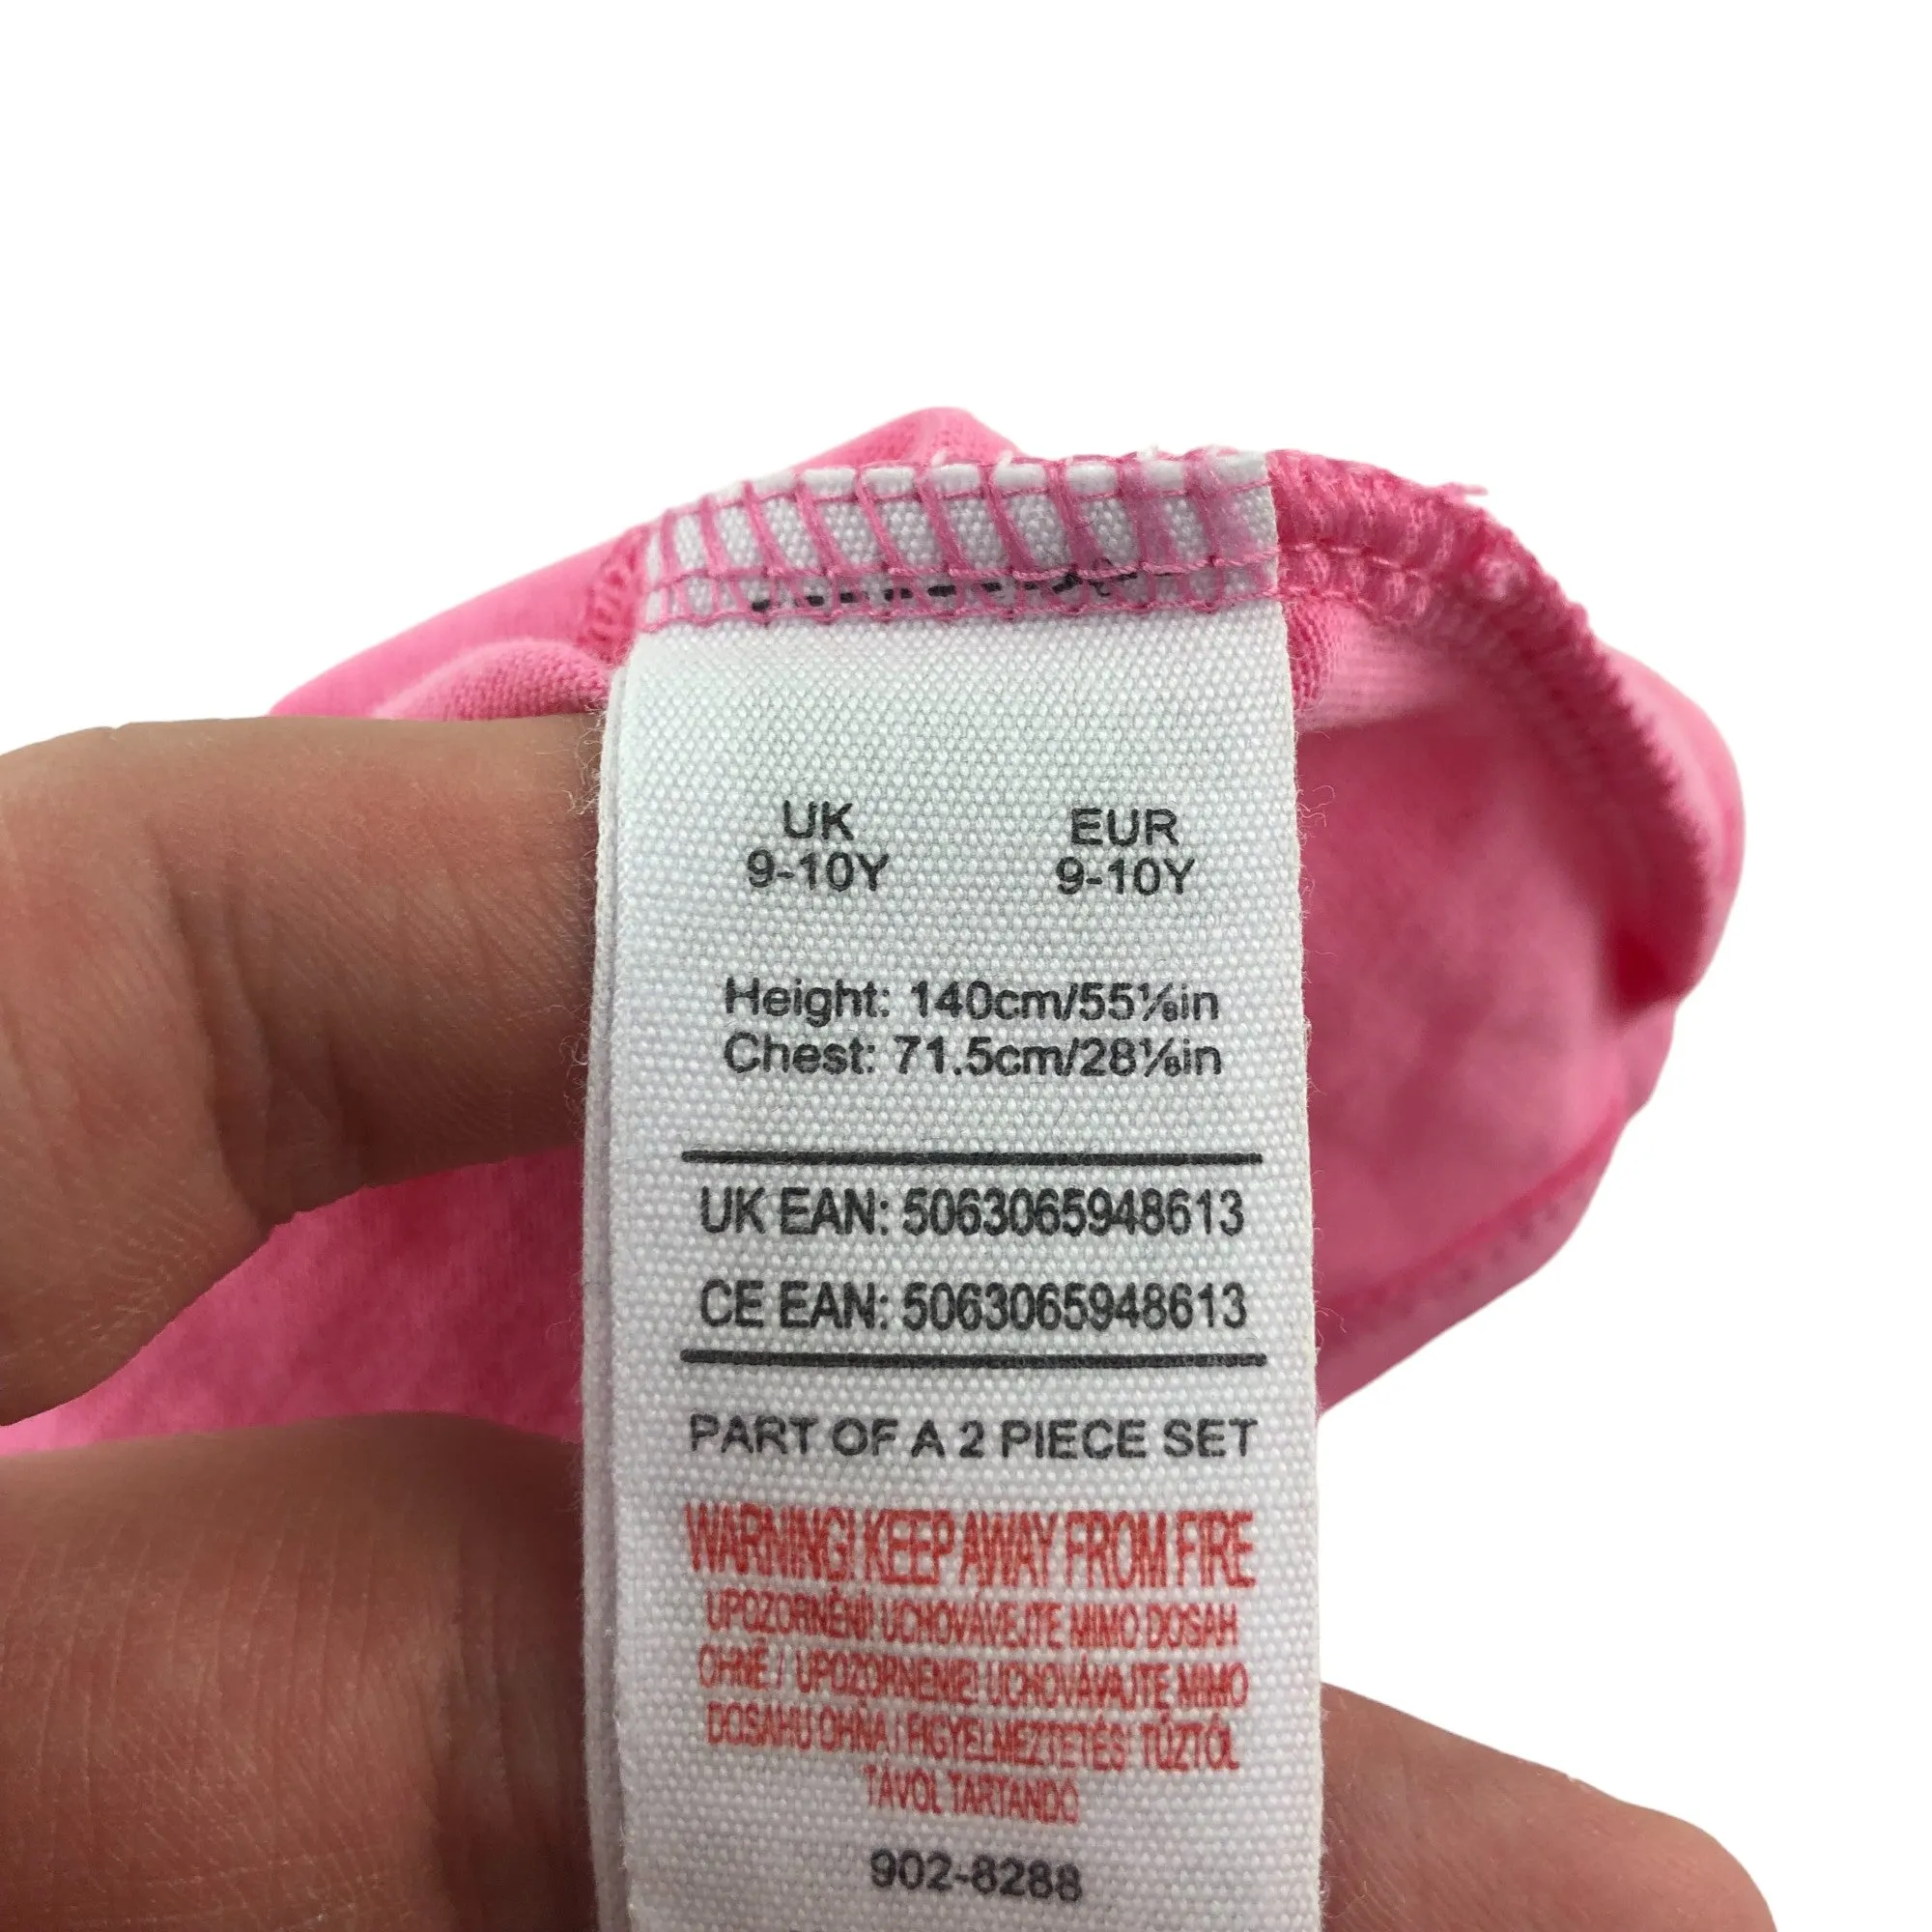 UK EUR
9-10Y 9-10Y
Height: 140cm/55⅛in
Chest: 71.5cm/28⅛in
UK EAN: 5063065948613
CE EAN: 5063065948613
PART OF A 2 PIECE SET
WARNING! KEEP AWAY FROM FIRE
UPOZORNĚNÍ! UCHOVÁVEJTE MIMO DOSAH
OHNĚ / UPOZORNENIE! UCHOVÁVAJTE MIMO
DOSAHU OHŇA / FIGYELMEZTETÉS! TŰZTŐL
TÁVOL TARTANDÓ
902-8288